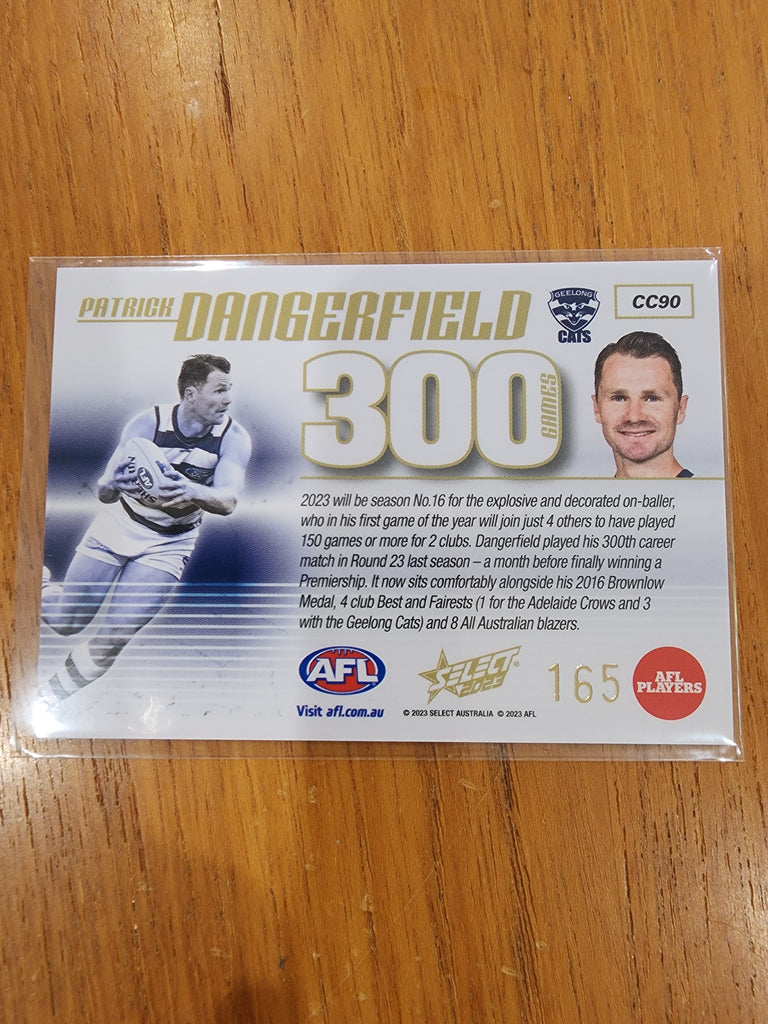 PATRICK DANGERFIELD
GEELONG
CATS
CC90
300
GAMES
2023 will be season No.16 for the explosive and decorated on-baller,
who in his first game of the year will join just 4 others to have played
150 games or more for 2 clubs. Dangerfield played his 300th career
match in Round 23 last season – a month before finally winning a
Premiership. It now sits comfortably alongside his 2016 Brownlow
Medal, 4 club Best and Fairests (1 for the Adelaide Crows and 3
with the Geelong Cats) and 8 All Australian blazers.
AFL
Visit afl.com.au
SELECT
2023
© 2023 SELECT AUSTRALIA © 2023 AFL
165
AFL
PLAYERS